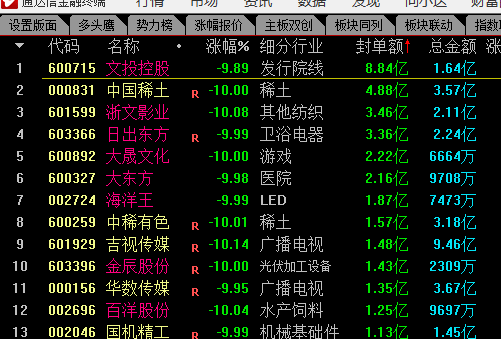 通达信金融终端 行情 市场 资讯 数据 发现 问小达
设置版面 多头鹰 势力榜 涨幅报价 主板双创 板块同列 板块联动 指数
代码 名称 涨幅% 细分行业 封单额↑ 总金额 涨
1 600715 文投控股 -9.89 发行院线 8.84亿 1.64亿
2 000831 中国稀土 R -10.00 稀土 4.88亿 3.57亿
3 601599 浙文影业 -10.08 其他纺织 3.46亿 2.11亿
4 603366 日出东方 R -9.99 卫浴电器 3.36亿 2.24亿
5 600892 大晟文化 -10.00 游戏 2.22亿 6664万
6 600327 大东方 -9.98 医院 2.16亿 9708万
7 002724 海洋王 -9.99 LED 1.87亿 7473万
8 600259 中稀有色 R -10.01 稀土 1.57亿 3.18亿
9 601929 吉视传媒 R -10.14 广播电视 1.48亿 9.46亿
10 603396 金辰股份 R -10.00 光伏加工设备 1.43亿 2309万
11 000156 华数传媒 R -9.95 广播电视 1.35亿 3.67亿
12 002696 百洋股份 -10.04 水产饲料 1.25亿 9697万
13 002046 国机精工 R -9.99 机械基础件 1.13亿 1.45亿